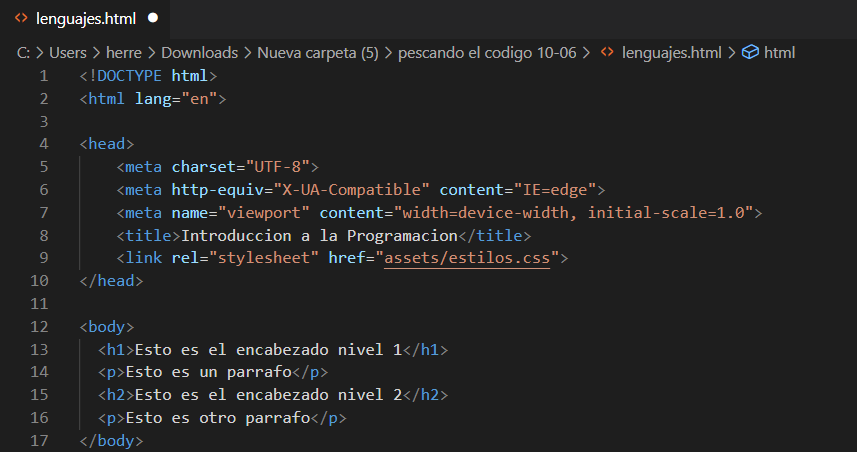 lenguajes.html
C: > Users > herre > Downloads > Nueva carpeta (5) > pescando el codigo 10-06 > lenguajes.html > html
1 <!DOCTYPE html>
2 <html lang="en">
3
4 <head>
5 <meta charset="UTF-8">
6 <meta http-equiv="X-UA-Compatible" content="IE=edge">
7 <meta name="viewport" content="width=device-width, initial-scale=1.0">
8 <title>Introduccion a la Programacion</title>
9 <link rel="stylesheet" href="assets/estilos.css">
10 </head>
11
12 <body>
13 <h1>Esto es el encabezado nivel 1</h1>
14 <p>Esto es un parrafo</p>
15 <h2>Esto es el encabezado nivel 2</h2>
16 <p>Esto es otro parrafo</p>
17 </body>